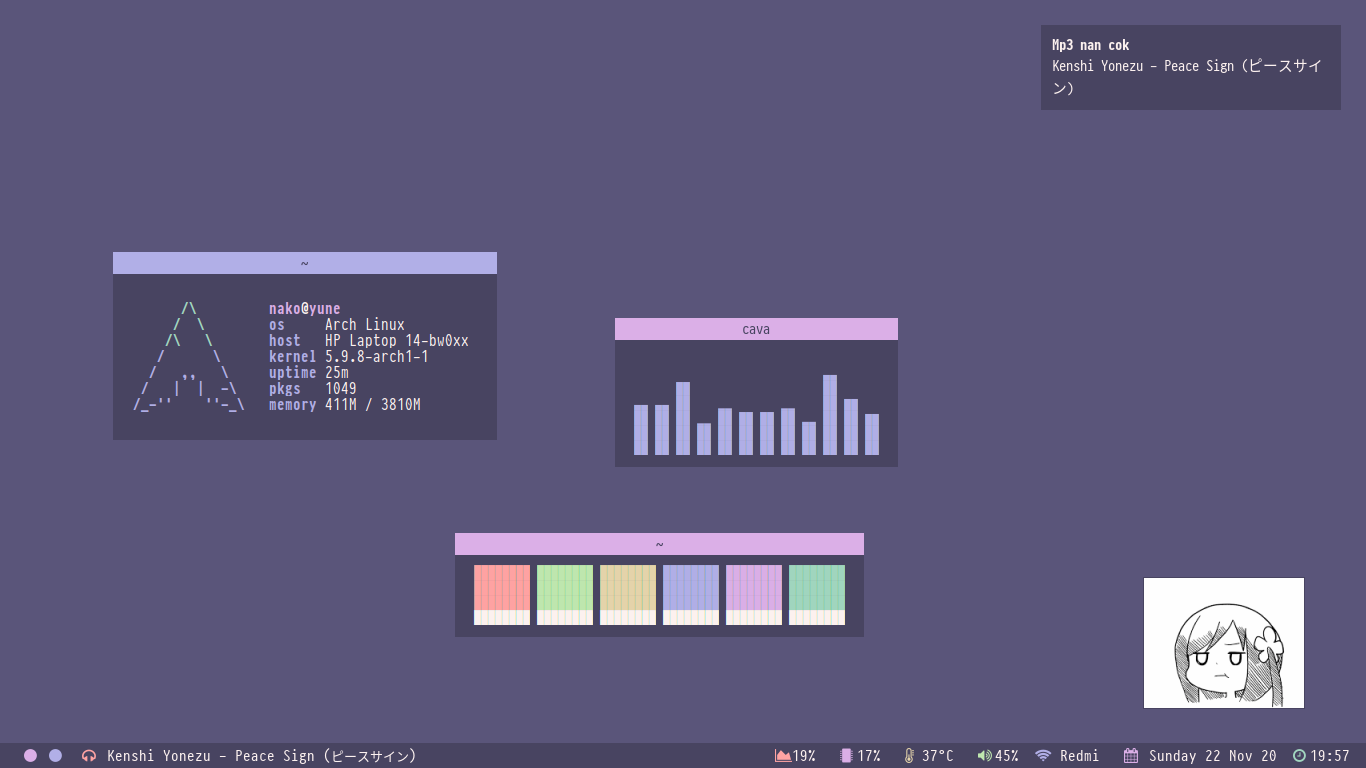 Mp3 nan cok
Kenshi Yonezu - Peace Sign (ピースサイ
ン)
~
nako@yune
os Arch Linux
host HP Laptop 14-bw0xx
kernel 5.9.8-arch1-1
uptime 25m
pkgs 1049
memory 411M / 3810M
cava
~
Kenshi Yonezu - Peace Sign (ピースサイン) 19% 17% 37°C 45% Redmi Sunday 22 Nov 20 19:57